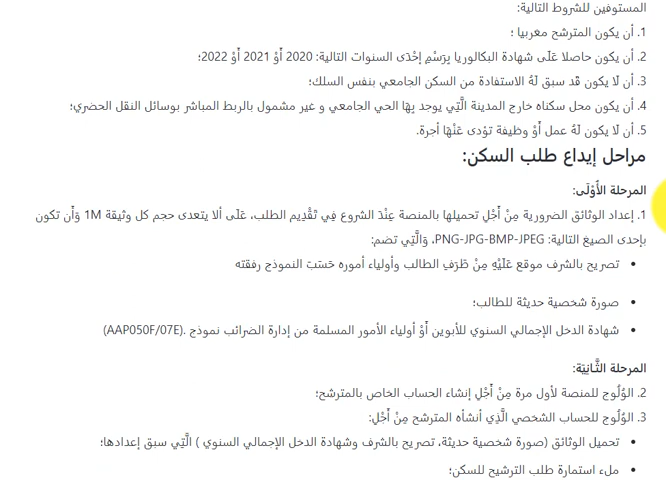 المستوفين للشروط التالية:
1. أن يكون المترشح مغربيا ؛
2. أن يكون حاصلا عَلَى شهادة البكالوريا بِرَسْمِ إحْدَى السنوات التالية: 2020 أَوْ 2021 أَوْ 2022؛
3. أن لَا يكون قَد سبق لَهُ الاستفادة من السكن الجامعي بنفس السلك؛
4. أن يكون محل سكناه خارج المدينة الَّتِي يوجد بِهَا الحي الجامعي و غير مشمول بالربط المباشر بوسائل النقل الحضري؛
5. أن لَا يكون لَهُ عمل أَوْ وظيفة تؤدى عَنْهَا أجرة.
مراحل إيداع طلب السكن:
المرحلة الأُوْلَى:
1. إعداد الوثائق الضرورية مِنْ أَجْلِ تحميلها بالمنصة عِنْدَ الشروع فِي تَقْدِيم الطلب، عَلَى ألا يتعدى حجم كل وثيقة 1M وَأَن تكون
بإحدى الصيغ التالية: PNG-JPG-BMP-JPEG، وَالَّتِي تضم:
• تصريح بالشرف موقع عَلَيْهِ مِنْ طَرَفِ الطالب وأولياء أموره حَسَبَ النموذج رفقته
• صورة شخصية حديثة للطالب؛
• شهادة الدخل الإجمالي السنوي للأبوين أَوْ أولياء الأمور المسلمة من إدارة الضرائب نموذج .(AAP050F/07E)
المرحلة الثَّـانِيَة:
2. الوُلُوج للمنصة لأول مرة مِنْ أَجْلِ إنشاء الحساب الخاص بالمترشح؛
3. الوُلُوج للحساب الشخصي الَّذِي أنشأه المترشح مِنْ أَجْلِ:
• تحميل الوثائق (صورة شخصية حديثة، تصريح بالشرف وشهادة الدخل الإجمالي السنوي ) الَّتِي سبق إعدادها؛
• ملء استمارة طلب الترشيح للسكن؛